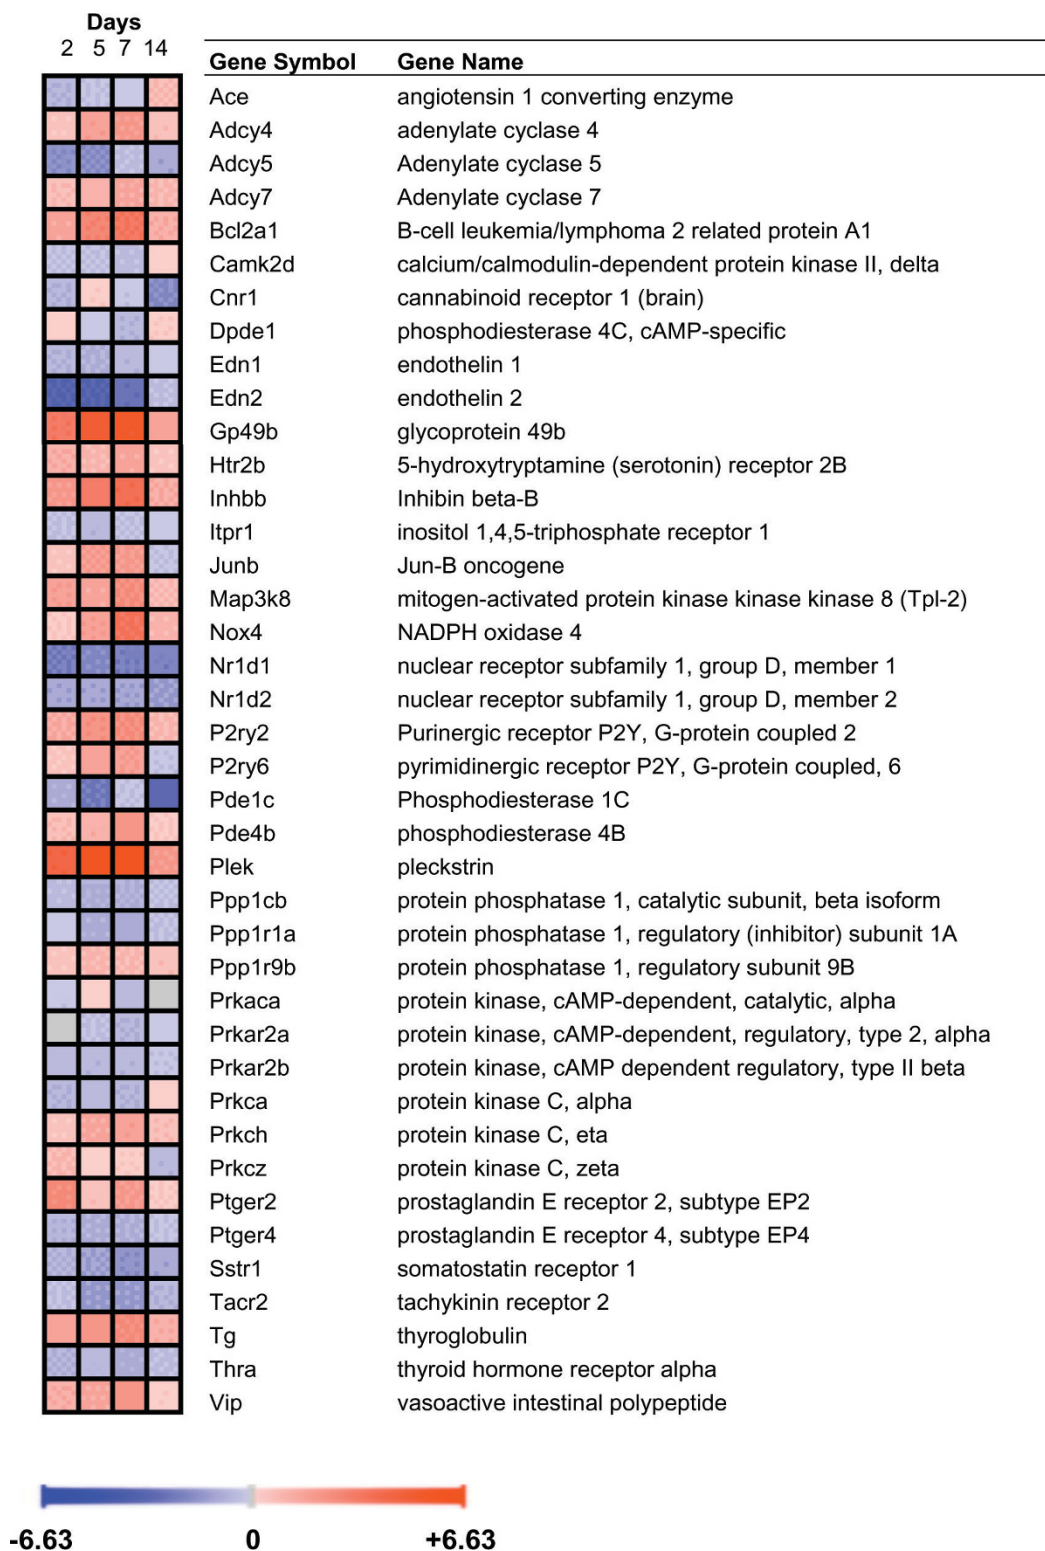 Days
2 5 7 14
Gene Symbol Gene Name
Ace angiotensin 1 converting enzyme
Adcy4 adenylate cyclase 4
Adcy5 Adenylate cyclase 5
Adcy7 Adenylate cyclase 7
Bcl2a1 B-cell leukemia/lymphoma 2 related protein A1
Camk2d calcium/calmodulin-dependent protein kinase II, delta
Cnr1 cannabinoid receptor 1 (brain)
Dpde1 phosphodiesterase 4C, cAMP-specific
Edn1 endothelin 1
Edn2 endothelin 2
Gp49b glycoprotein 49b
Htr2b 5-hydroxytryptamine (serotonin) receptor 2B
Inhbb Inhibin beta-B
Itpr1 inositol 1,4,5-triphosphate receptor 1
Junb Jun-B oncogene
Map3k8 mitogen-activated protein kinase kinase kinase 8 (Tpl-2)
Nox4 NADPH oxidase 4
Nr1d1 nuclear receptor subfamily 1, group D, member 1
Nr1d2 nuclear receptor subfamily 1, group D, member 2
P2ry2 Purinergic receptor P2Y, G-protein coupled 2
P2ry6 pyrimidinergic receptor P2Y, G-protein coupled, 6
Pde1c Phosphodiesterase 1C
Pde4b phosphodiesterase 4B
Plek pleckstrin
Ppp1cb protein phosphatase 1, catalytic subunit, beta isoform
Ppp1r1a protein phosphatase 1, regulatory (inhibitor) subunit 1A
Ppp1r9b protein phosphatase 1, regulatory subunit 9B
Prkaca protein kinase, cAMP-dependent, catalytic, alpha
Prkar2a protein kinase, cAMP-dependent, regulatory, type 2, alpha
Prkar2b protein kinase, cAMP dependent regulatory, type II beta
Prkca protein kinase C, alpha
Prkch protein kinase C, eta
Prkcz protein kinase C, zeta
Ptger2 prostaglandin E receptor 2, subtype EP2
Ptger4 prostaglandin E receptor 4, subtype EP4
Sstr1 somatostatin receptor 1
Tacr2 tachykinin receptor 2
Tg thyroglobulin
Thra thyroid hormone receptor alpha
Vip vasoactive intestinal polypeptide
-6.63 0 +6.63